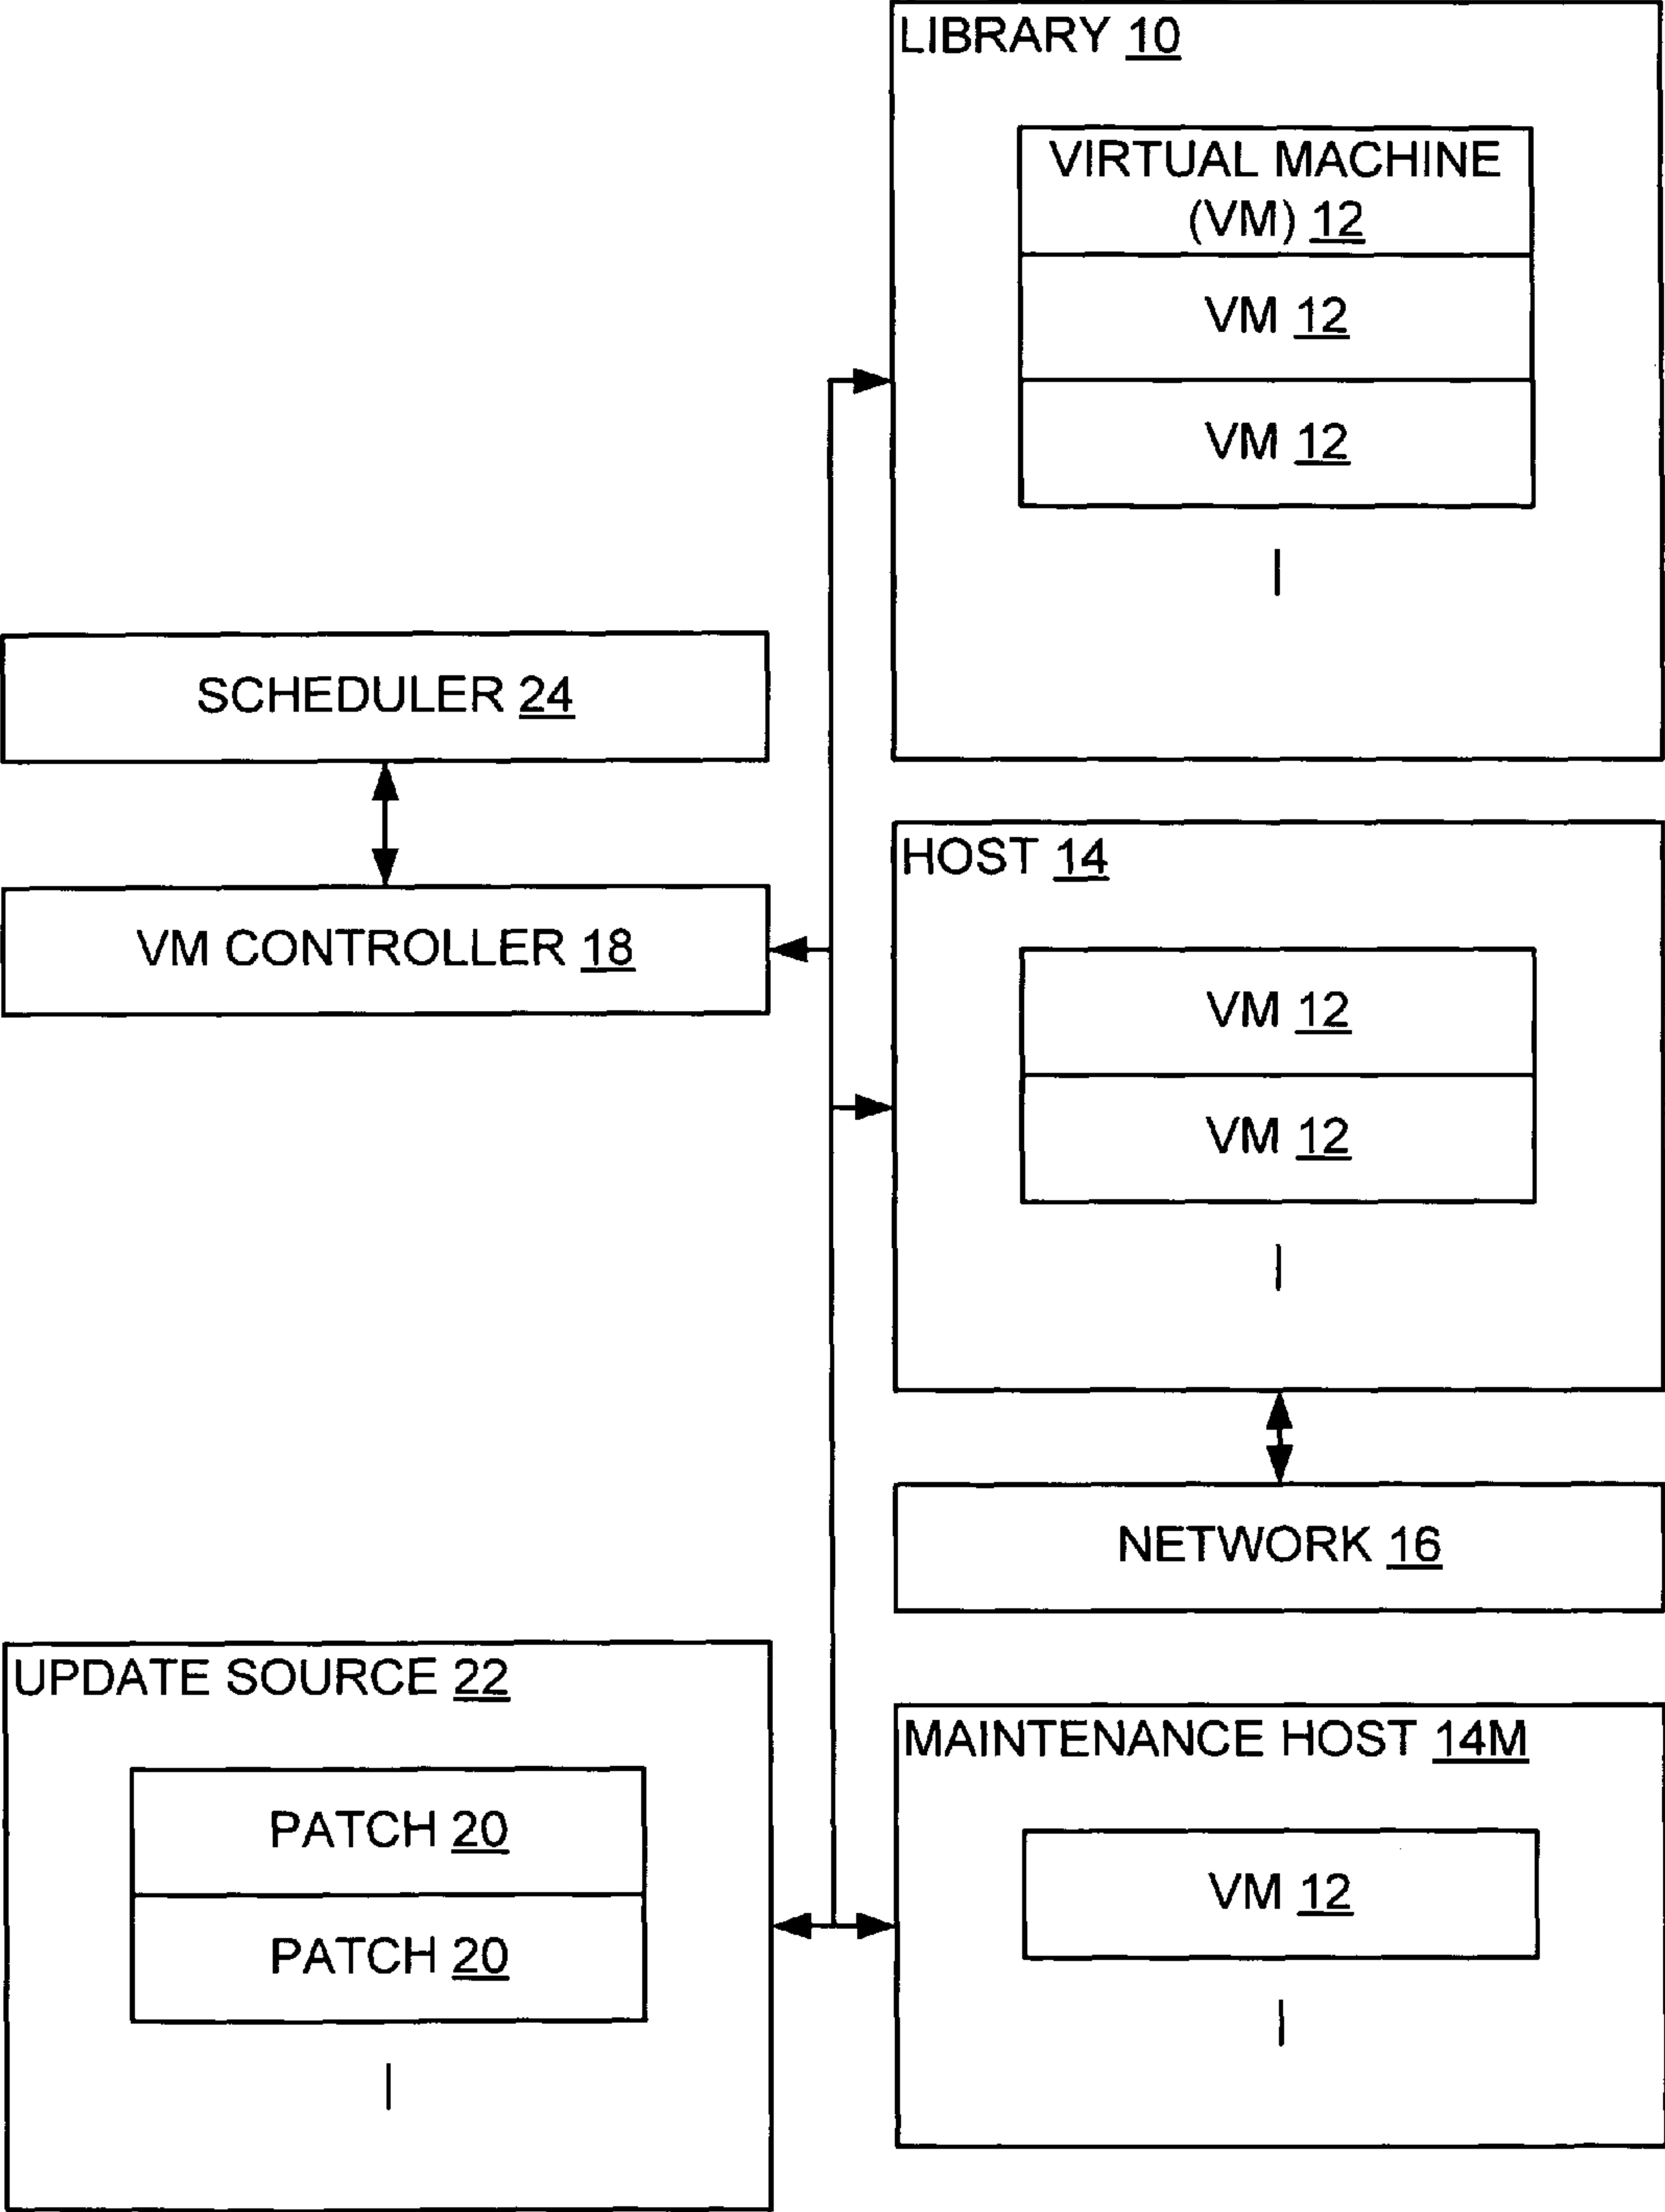 LIBRARY 10
VIRTUAL MACHINE
(VM) 12
VM 12
VM 12
SCHEDULER 24
VM CONTROLLER 18
HOST 14
VM 12
VM 12
NETWORK 16
UPDATE SOURCE 22
PATCH 20
PATCH 20
MAINTENANCE HOST 14M
VM 12